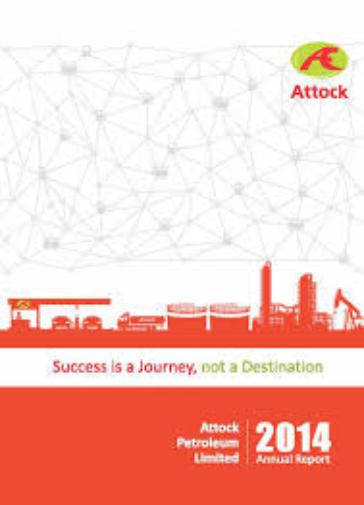 Attock
Success is a Journey, not a Destination
Attock
Petroleum
Limited
2014
Annual Report